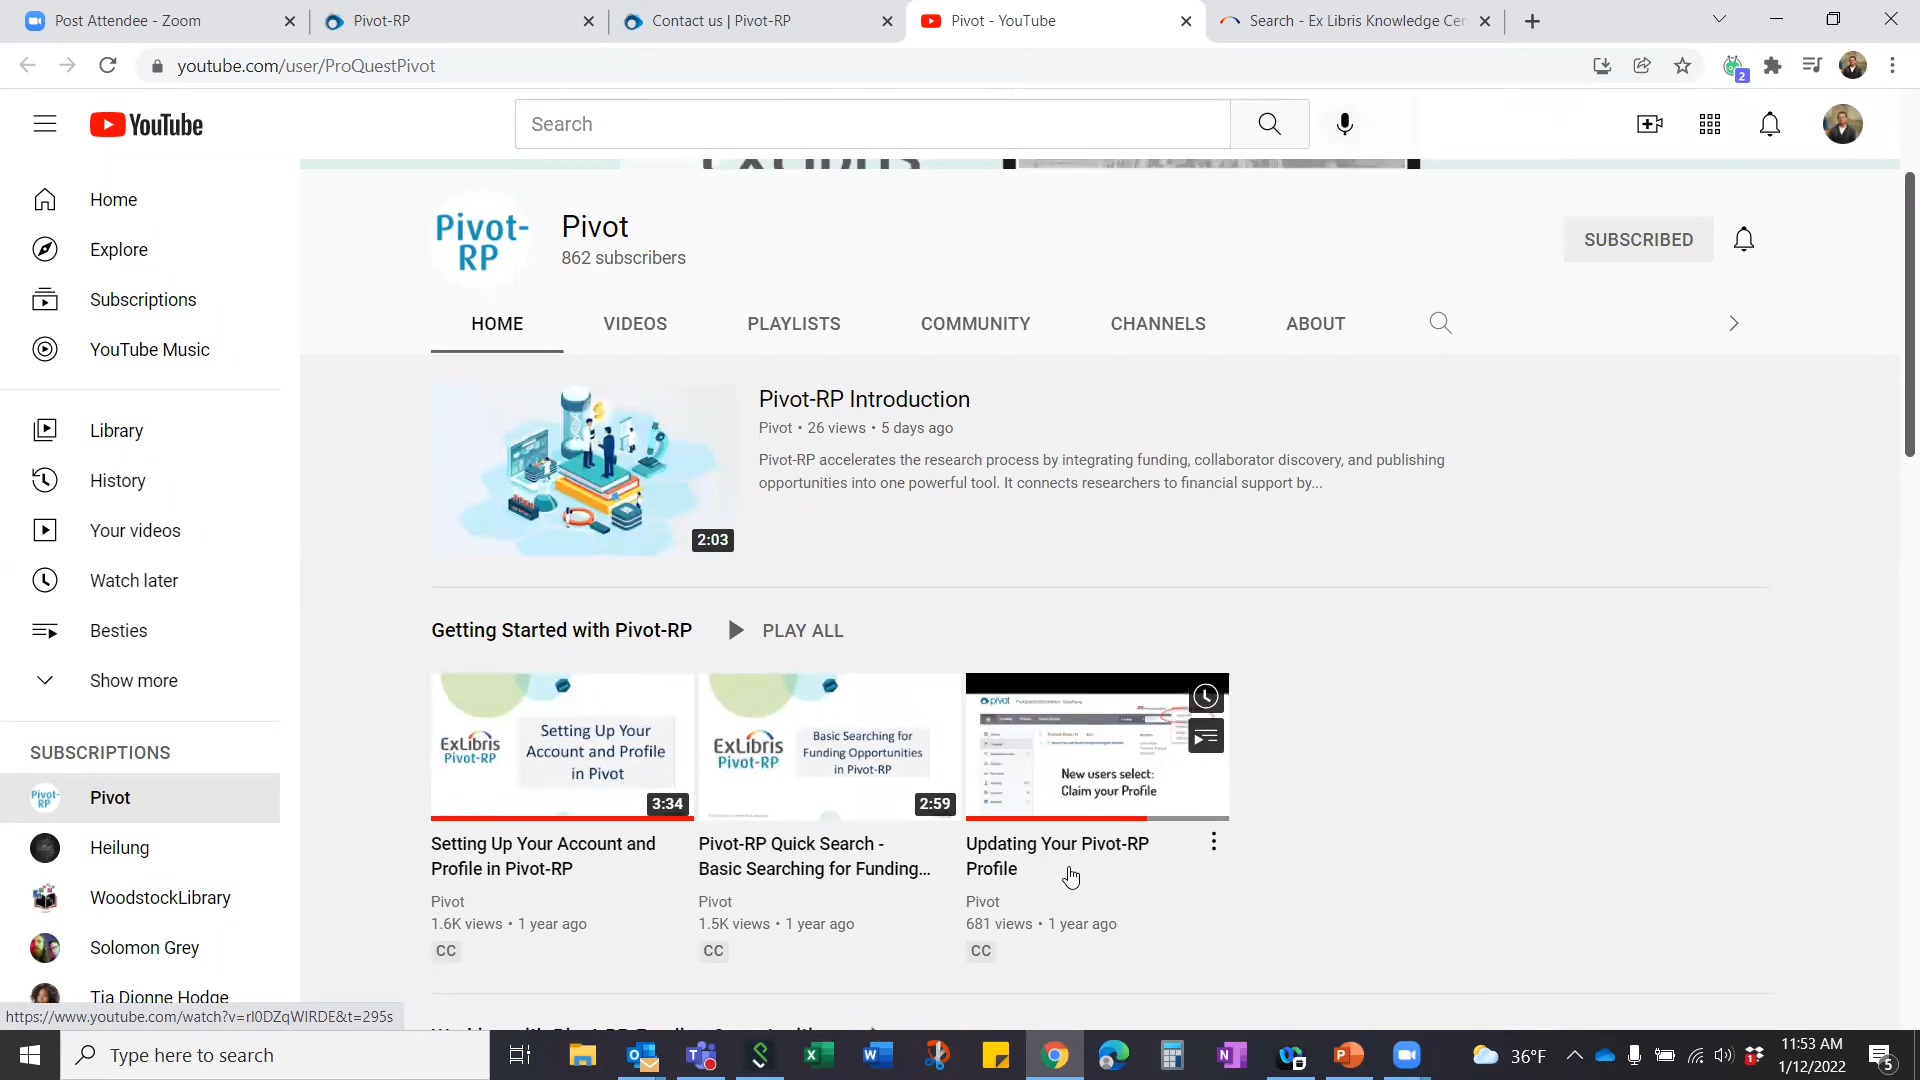 Post Attendee - Zoom
Pivot-RP
Contact us | Pivot-RP
Pivot - YouTube
Search - Ex Libris Knowledge Cen
youtube.com/user/ProQuestPivot
2
YouTube
Search
Home
Explore
Subscriptions
YouTube Music
Library
History
Your videos
Watch later
Besties
Show more
SUBSCRIPTIONS
Pivot-
RP
Pivot
Heilung
WoodstockLibrary
Solomon Grey
Tia Dionne Hodge
Pivot-
RP
Pivot
862 subscribers
SUBSCRIBED
HOME
VIDEOS
PLAYLISTS
COMMUNITY
CHANNELS
ABOUT
2:03
Pivot-RP Introduction
Pivot • 26 views • 5 days ago
Pivot-RP accelerates the research process by integrating funding, collaborator discovery, and publishing
opportunities into one powerful tool. It connects researchers to financial support by...
Getting Started with Pivot-RP
PLAY ALL
ExLibris
Pivot-RP
Setting Up Your
Account and Profile
in Pivot
3:34
Setting Up Your Account and
Profile in Pivot-RP
Pivot
1.6K views • 1 year ago
CC
ExLibris
Pivot-RP
Basic Searching for
Funding Opportunities
in Pivot-RP
2:59
Pivot-RP Quick Search -
Basic Searching for Funding...
Pivot
1.5K views • 1 year ago
CC
pivot
New users select:
Claim your Profile
Updating Your Pivot-RP
Profile
Pivot
681 views • 1 year ago
CC
https://www.youtube.com/watch?v=rI0DZqWIRDE&t=295s
Type here to search
36°F
11:53 AM
1/12/2022
5